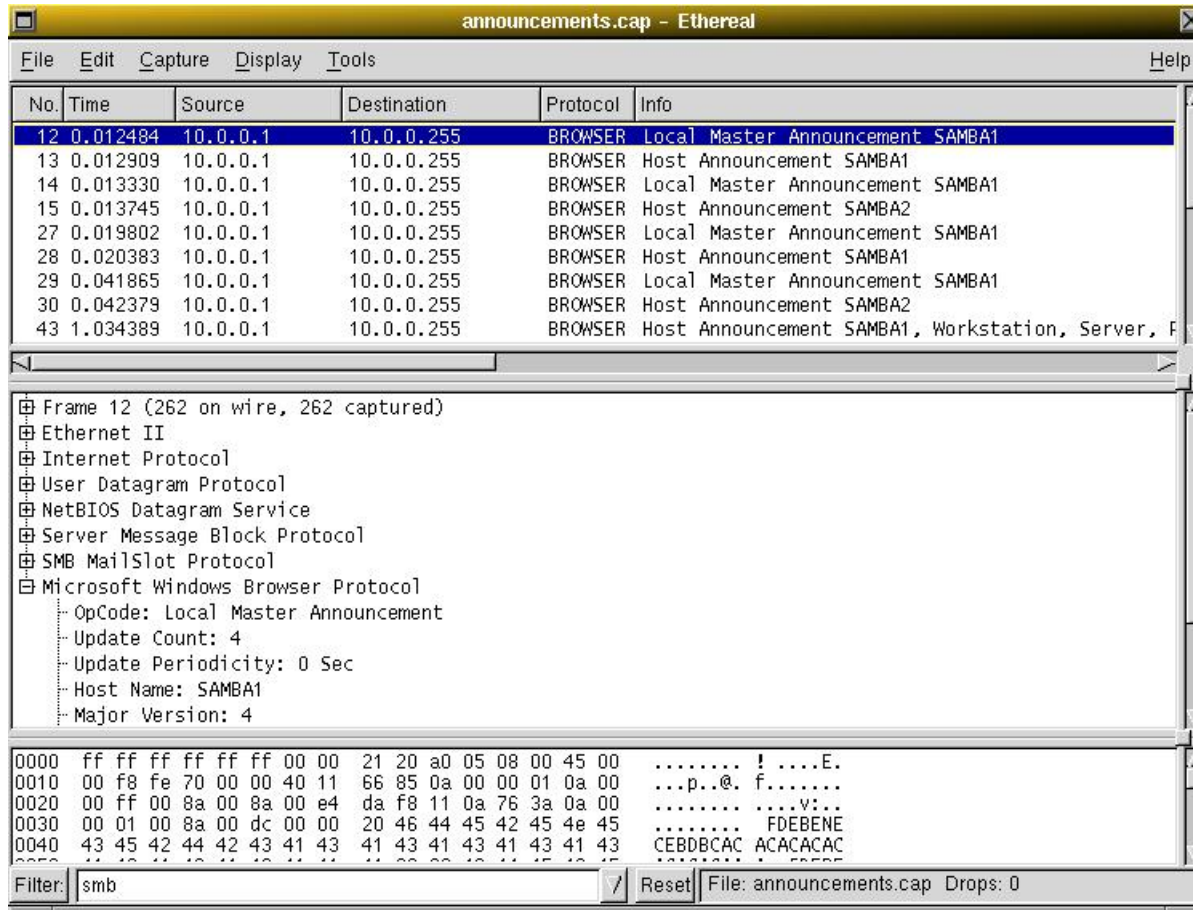 announcements.cap - Ethereal
File Edit Capture Display Tools Help
No. Time Source Destination Protocol Info
12 0.012484 10.0.0.1 10.0.0.255 BROWSER Local Master Announcement SAMBA1
13 0.012909 10.0.0.1 10.0.0.255 BROWSER Host Announcement SAMBA1
14 0.013330 10.0.0.1 10.0.0.255 BROWSER Local Master Announcement SAMBA1
15 0.013745 10.0.0.1 10.0.0.255 BROWSER Host Announcement SAMBA2
27 0.019802 10.0.0.1 10.0.0.255 BROWSER Local Master Announcement SAMBA1
28 0.020383 10.0.0.1 10.0.0.255 BROWSER Host Announcement SAMBA1
29 0.041865 10.0.0.1 10.0.0.255 BROWSER Local Master Announcement SAMBA1
30 0.042379 10.0.0.1 10.0.0.255 BROWSER Host Announcement SAMBA2
43 1.034389 10.0.0.1 10.0.0.255 BROWSER Host Announcement SAMBA1, Workstation, Server,
Frame 12 (262 on wire, 262 captured)
Ethernet II
Internet Protocol
User Datagram Protocol
NetBIOS Datagram Service
Server Message Block Protocol
SMB MailSlot Protocol
Microsoft Windows Browser Protocol
OpCode: Local Master Announcement
Update Count: 4
Update Periodicity: 0 Sec
Host Name: SAMBA1
Major Version: 4
0000 ff ff ff ff ff ff 00 00 21 20 a0 05 08 00 45 00 ........ ! ....E.
0010 00 f8 fe 70 00 00 40 11 66 85 0a 00 00 01 0a 00 ...p..@. f.......
0020 00 ff 00 8a 00 8a 00 e4 da f8 11 0a 76 3a 0a 00 ........ ....v:..
0030 00 01 00 8a 00 dc 00 00 20 46 44 45 42 45 4e 45 ........ FDEBENE
0040 43 45 42 44 42 43 41 43 41 43 41 43 41 43 41 43 CEBDBCAC ACACACAC
Filter: smb Reset File: announcements.cap Drops: 0